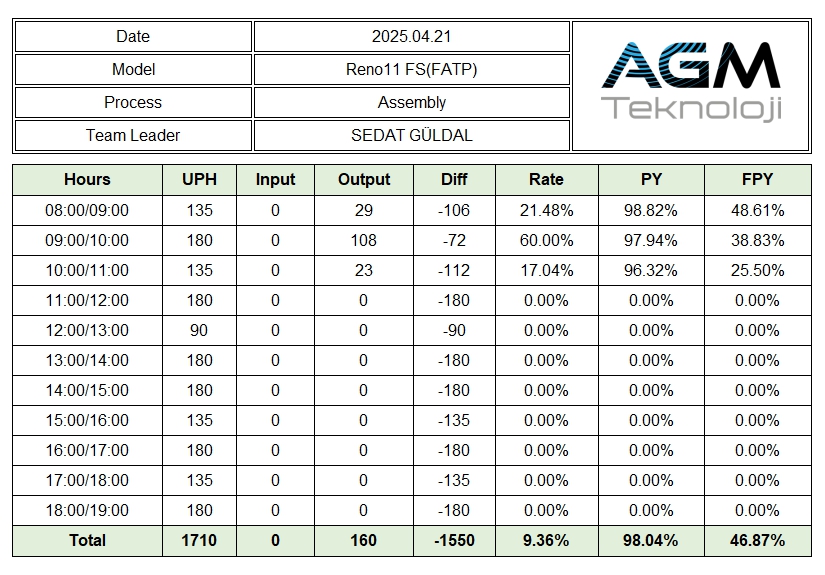 Date 2025.04.21
Model Reno11 FS(FATP)
Process Assembly
Team Leader SEDAT GÜLDAL
AGM
Teknoloji
Hours UPH Input Output Diff Rate PY FPY
08:00/09:00 135 0 29 -106 21.48% 98.82% 48.61%
09:00/10:00 180 0 108 -72 60.00% 97.94% 38.83%
10:00/11:00 135 0 23 -112 17.04% 96.32% 25.50%
11:00/12:00 180 0 0 -180 0.00% 0.00% 0.00%
12:00/13:00 90 0 0 -90 0.00% 0.00% 0.00%
13:00/14:00 180 0 0 -180 0.00% 0.00% 0.00%
14:00/15:00 180 0 0 -180 0.00% 0.00% 0.00%
15:00/16:00 135 0 0 -135 0.00% 0.00% 0.00%
16:00/17:00 180 0 0 -180 0.00% 0.00% 0.00%
17:00/18:00 135 0 0 -135 0.00% 0.00% 0.00%
18:00/19:00 180 0 0 -180 0.00% 0.00% 0.00%
Total 1710 0 160 -1550 9.36% 98.04% 46.87%